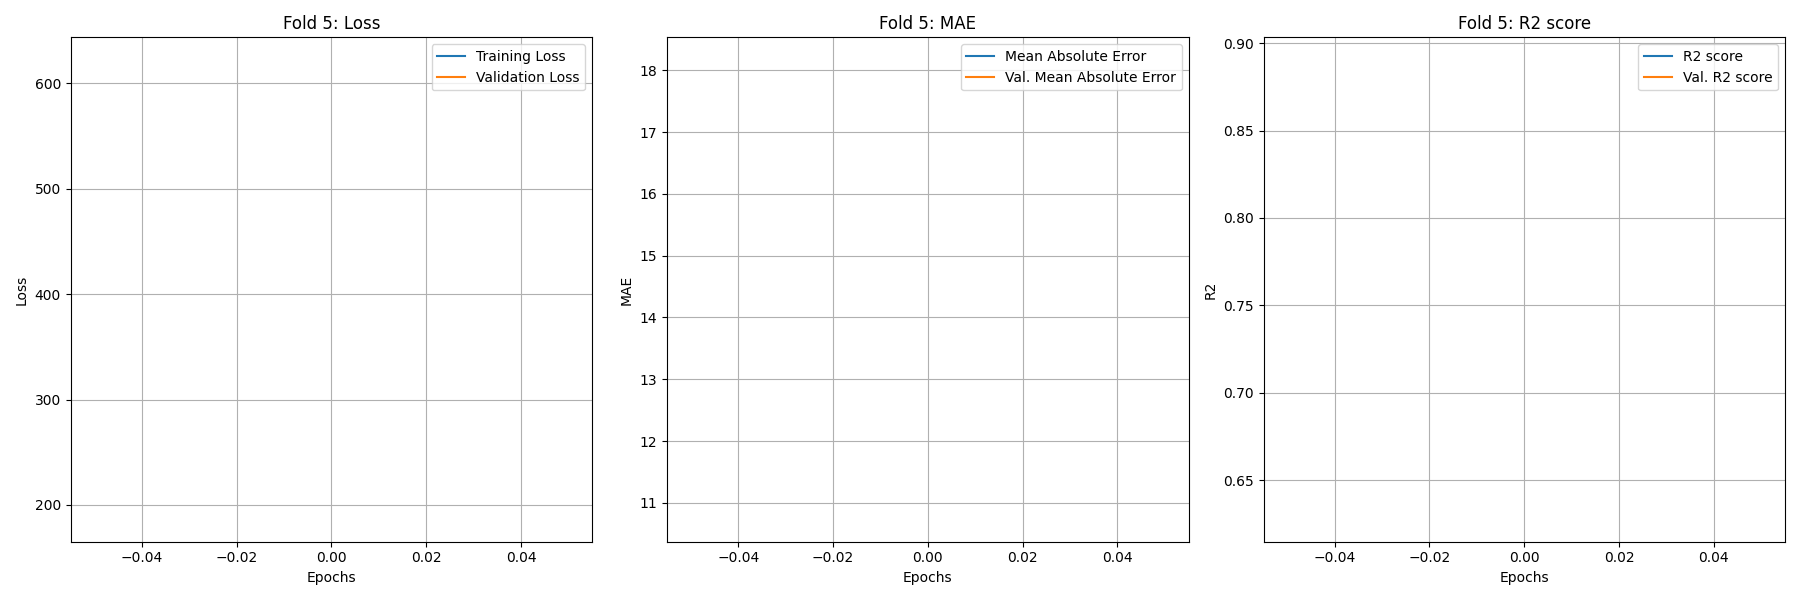 Fold 5: Loss
Training Loss
Validation Loss
600
500
400
300
200
Loss
−0.04 −0.02 0.00 0.02 0.04
Epochs
Fold 5: MAE
Mean Absolute Error
Val. Mean Absolute Error
18
17
16
15
14
13
12
11
MAE
−0.04 −0.02 0.00 0.02 0.04
Epochs
Fold 5: R2 score
R2 score
Val. R2 score
0.90
0.85
0.80
0.75
0.70
0.65
R2
−0.04 −0.02 0.00 0.02 0.04
Epochs